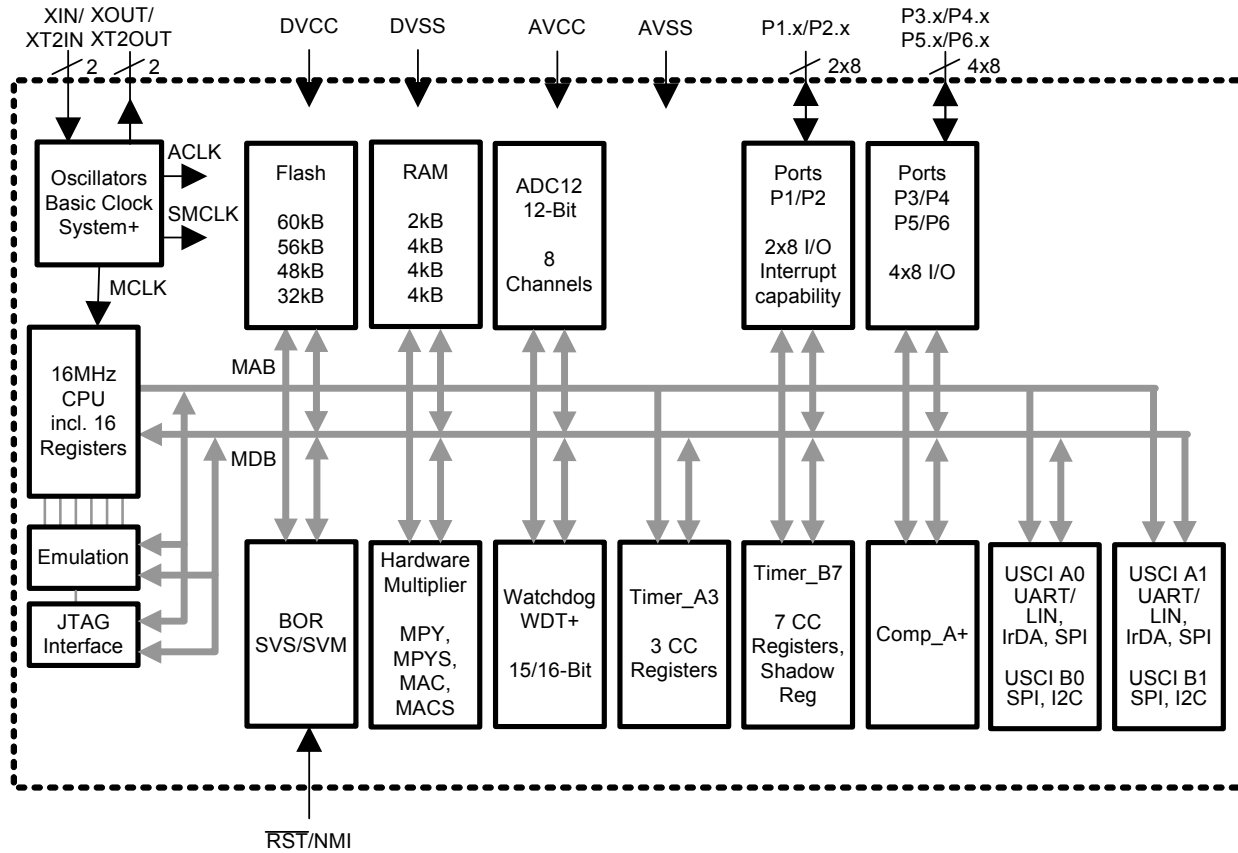 XIN/ XOUT/
XT2IN XT2OUT
2
2
DVCC
DVSS
AVCC
AVSS
P1.x/P2.x
2x8
P3.x/P4.x
P5.x/P6.x
4x8
Oscillators
Basic Clock
System+
ACLK
SMCLK
MCLK
Flash
60kB
56kB
48kB
32kB
RAM
2kB
4kB
4kB
4kB
ADC12
12-Bit
8
Channels
Ports
P1/P2
2x8 I/O
Interrupt
capability
Ports
P3/P4
P5/P6
4x8 I/O
16MHz
CPU
incl. 16
Registers
MAB
MDB
Emulation
JTAG
Interface
BOR
SVS/SVM
Hardware
Multiplier
MPY,
MPYS,
MAC,
MACS
Watchdog
WDT+
15/16-Bit
Timer_A3
3 CC
Registers
Timer_B7
7 CC
Registers,
Shadow
Reg
Comp_A+
USCI A0
UART/
LIN,
IrDA, SPI
USCI B0
SPI, I2C
USCI A1
UART/
LIN,
IrDA, SPI
USCI B1
SPI, I2C
RST/NMI